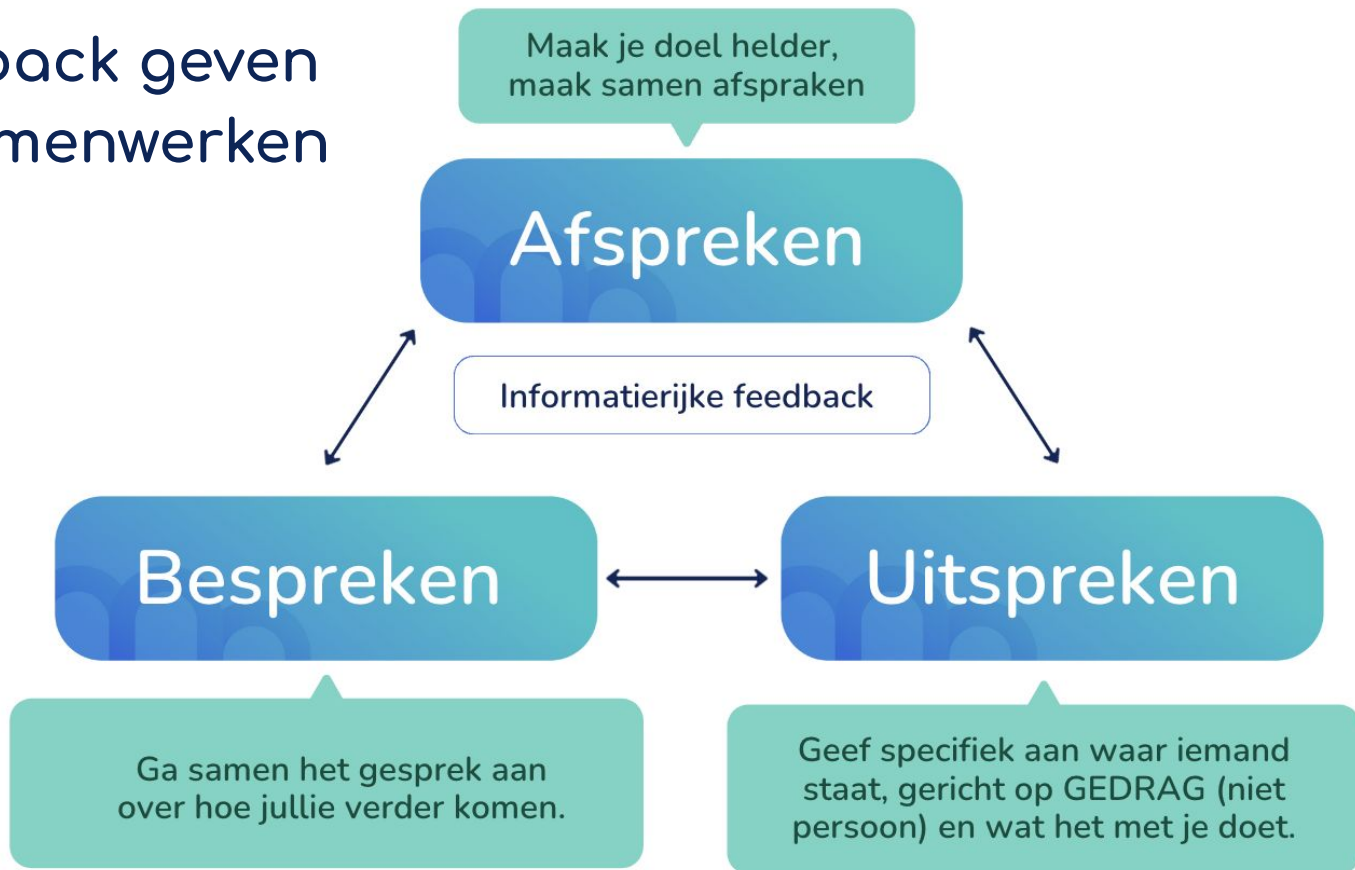 back geven
menwerken
Maak je doel helder,
maak samen afspraken
Afspreken
Informatierijke feedback
Bespreken
Uitspreken
Ga samen het gesprek aan
over hoe jullie verder komen.
Geef specifiek aan waar iemand
staat, gericht op GEDRAG (niet
persoon) en wat het met je doet.